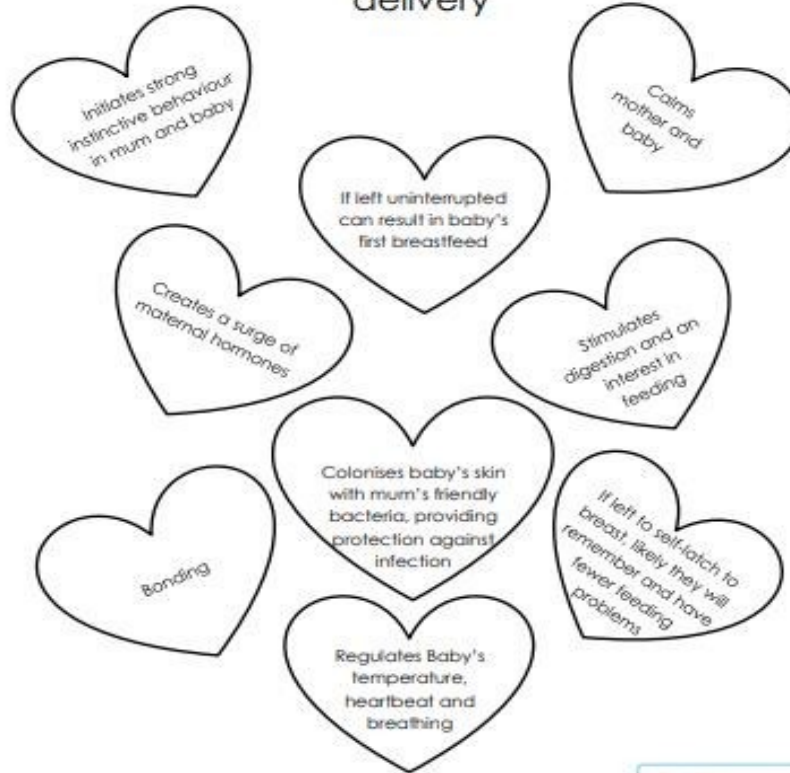 delivery
Initiates strong
instinctive behaviour
in mum and baby
Calms
mother and
baby
If left uninterrupted
can result in baby's
first breastfeed
Creates a surge of
maternal hormones
Stimulates
digestion and an
interest in
feeding
Colonises baby's skin
with mum's friendly
bacteria, providing
protection against
infection
Bonding
If left to self-latch to
breast, likely they will
remember and have
fewer feeding
problems
Regulates Baby's
temperature,
heartbeat and
breathing